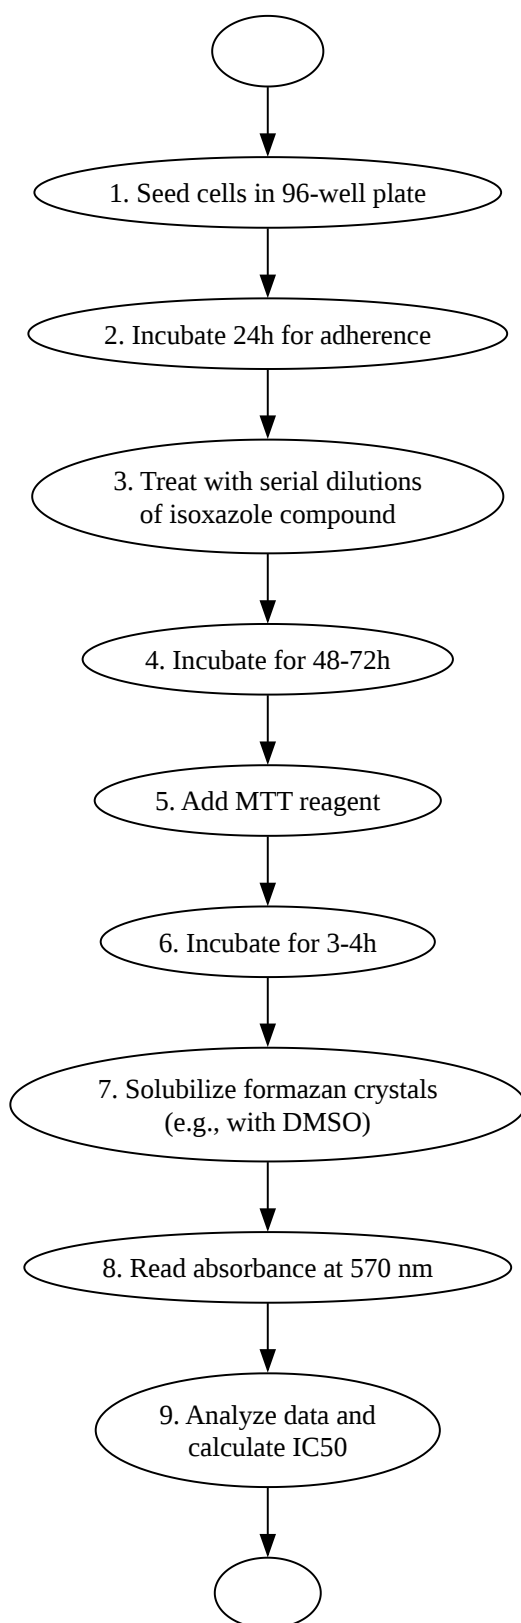 1. Seed cells in 96-well plate
2. Incubate 24h for adherence
3. Treat with serial dilutions
of isoxazole compound
4. Incubate for 48-72h
5. Add MTT reagent
6. Incubate for 3-4h
7. Solubilize formazan crystals
(e.g., with DMSO)
8. Read absorbance at 570 nm
9. Analyze data and
calculate IC50